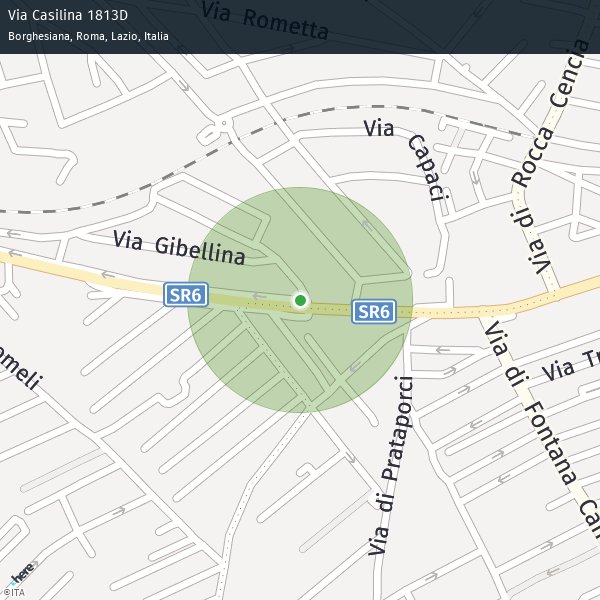 Via Casilina 1813D
Borghesiana, Roma, Lazio, Italia
Via Rometta
Via Capaci
Via di Rocca Cencia
Via Gibellina
SR6
SR6
omeli
Via di Prataporci
Via di Fontana Can
Via Tr
here
©ITA